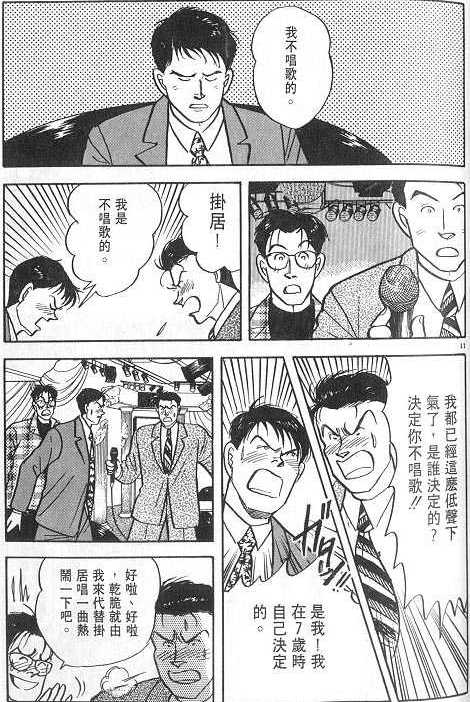 我不唱歌的。
掛居！
我是
不唱歌的。
11
我都已經這麼低聲下
氣了，是誰決定的？
決定你不唱歌!!
是我！我
在7歲時
自己決定
的。
ガガッ
好啦、好啦
，乾脆就由
我來代替掛
居唱一曲熱
鬧一下吧。